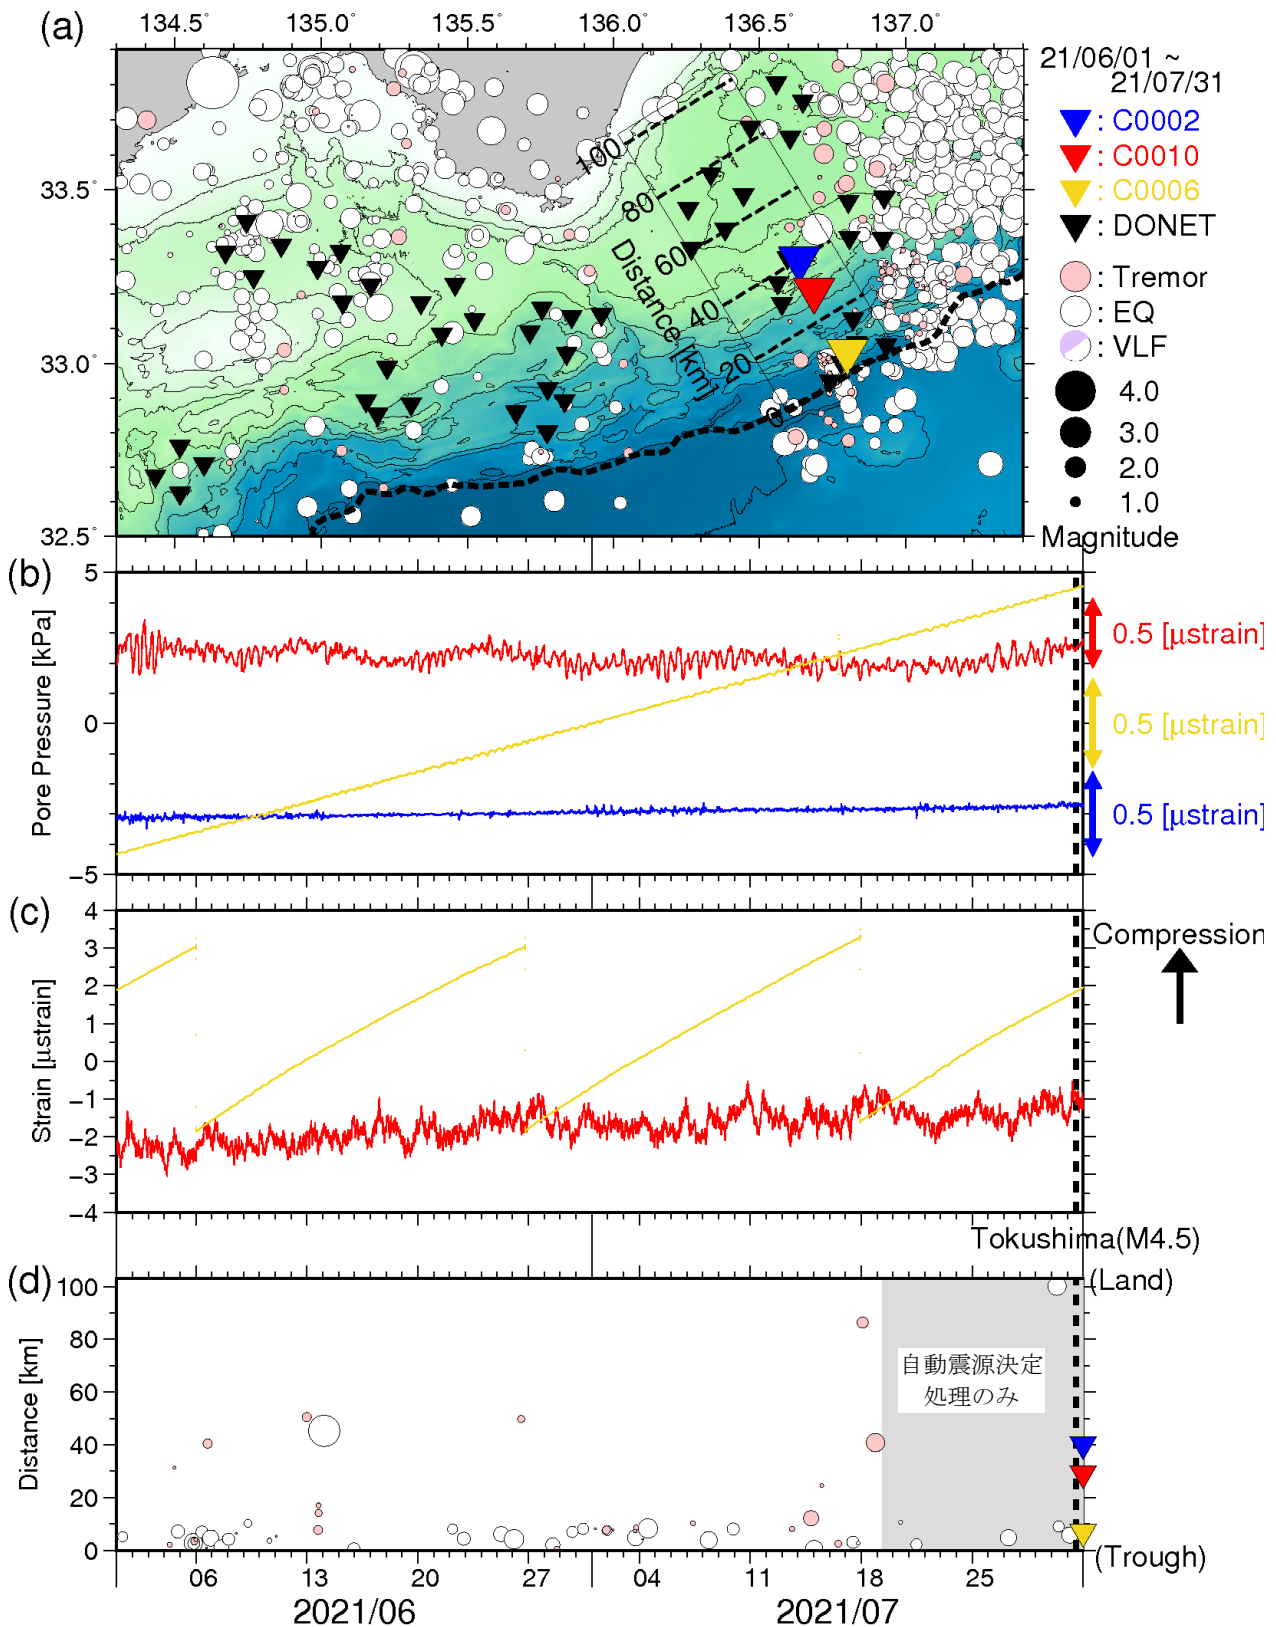 (a)
134.5° 135.0° 135.5° 136.0° 136.5° 137.0°
33.5°
33.0°
32.5°
100
80
60
40
20
0
Distance [km]
21/06/01 ~
21/07/31
: C0002
: C0010
: C0006
: DONET
: Tremor
: EQ
: VLF
4.0
3.0
2.0
1.0
Magnitude
(b)
Pore Pressure [kPa]
5
0
−5
0.5 [μstrain]
0.5 [μstrain]
0.5 [μstrain]
(c)
Strain [μstrain]
4
3
2
1
0
−1
−2
−3
−4
Compression
Tokushima(M4.5)
(d)
Distance [km]
100
80
60
40
20
0
(Land)
自動震源決定
処理のみ
(Trough)
06 13 20 27 04 11 18 25
2021/06 2021/07